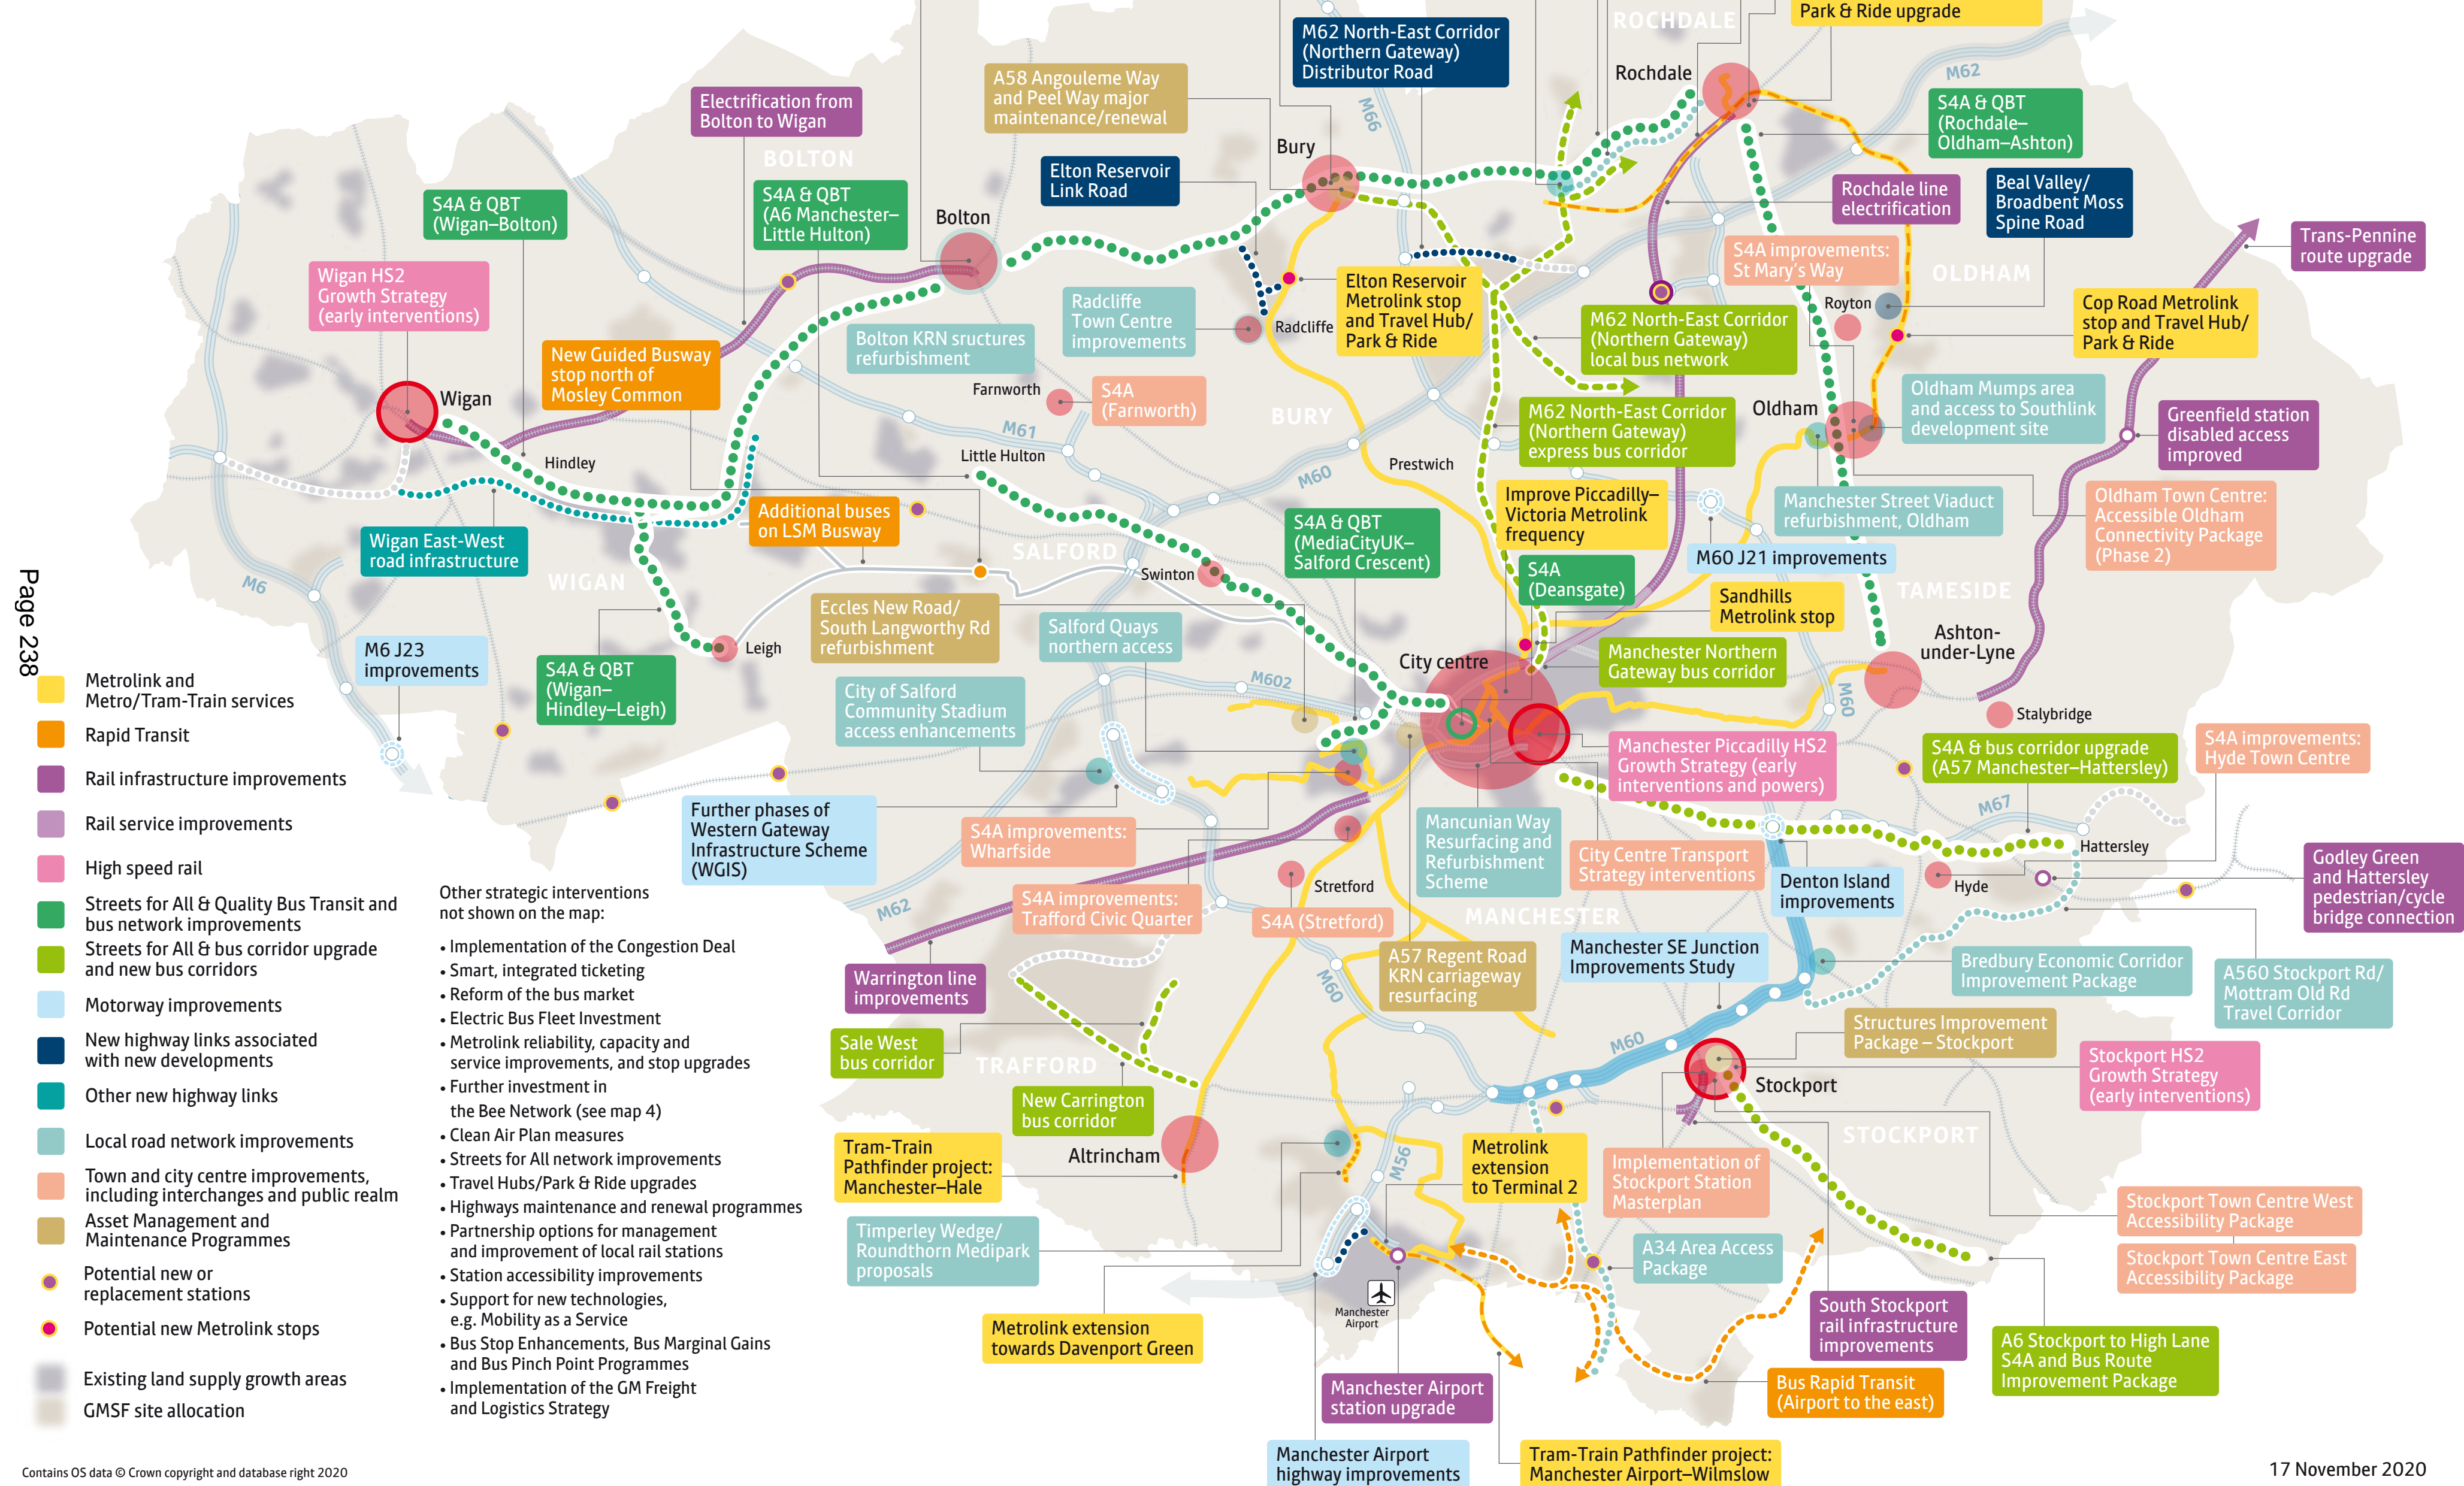 Park & Ride upgrade
ROCHDALE
M62 North-East Corridor
(Northern Gateway)
Distributor Road
Rochdale
M62
A58 Angouleme Way
and Peel Way major
maintenance/renewal
Electrification from
Bolton to Wigan
M66
S4A & QBT
(Rochdale–
Oldham–Ashton)
BOLTON
Bury
Elton Reservoir
Link Road
Rochdale line
electrification
Beal Valley/
Broadbent Moss
Spine Road
S4A & QBT
(Wigan–Bolton)
S4A & QBT
(A6 Manchester–
Little Hulton)
Bolton
Trans-Pennine
route upgrade
S4A improvements:
St Mary's Way
OLDHAM
Wigan HS2
Growth Strategy
(early interventions)
Elton Reservoir
Metrolink stop
and Travel Hub/
Park & Ride
Radcliffe
Town Centre
improvements
Radcliffe
Royton
Cop Road Metrolink
stop and Travel Hub/
Park & Ride
M62 North-East Corridor
(Northern Gateway)
local bus network
Bolton KRN sructures
refurbishment
New Guided Busway
stop north of
Mosley Common
Farnworth
S4A
(Farnworth)
Oldham Mumps area
and access to Southlink
development site
Wigan
BURY
M62 North-East Corridor
(Northern Gateway)
express bus corridor
Oldham
Greenfield station
disabled access
improved
M61
Little Hulton
Hindley
M60
Prestwich
Improve Piccadilly–
Victoria Metrolink
frequency
Manchester Street Viaduct
refurbishment, Oldham
Oldham Town Centre:
Accessible Oldham
Connectivity Package
(Phase 2)
Additional buses
on LSM Busway
S4A & QBT
(MediaCityUK–
Salford Crescent)
Wigan East-West
road infrastructure
SALFORD
M60 J21 improvements
WIGAN
Swinton
S4A
(Deansgate)
TAMESIDE
M6
Page 238
Eccles New Road/
South Langworthy Rd
refurbishment
Salford Quays
northern access
Sandhills
Metrolink stop
Ashton-
under-Lyne
M6 J23
improvements
Leigh
City centre
Manchester Northern
Gateway bus corridor
S4A & QBT
(Wigan–
Hindley–Leigh)
M602
M60
City of Salford
Community Stadium
access enhancements
Stalybridge
Manchester Piccadilly HS2
Growth Strategy (early
interventions and powers)
S4A & bus corridor upgrade
(A57 Manchester–Hattersley)
S4A improvements:
Hyde Town Centre
Further phases of
Western Gateway
Infrastructure Scheme
(WGIS)
S4A improvements:
Wharfside
Mancunian Way
Resurfacing and
Refurbishment
Scheme
City Centre Transport
Strategy interventions
M67
Hattersley
Denton Island
improvements
Hyde
Godley Green
and Hattersley
pedestrian/cycle
bridge connection
M62
S4A improvements:
Trafford Civic Quarter
Stretford
S4A (Stretford)
MANCHESTER
A57 Regent Road
KRN carriageway
resurfacing
Manchester SE Junction
Improvements Study
Bredbury Economic Corridor
Improvement Package
A560 Stockport Rd/
Mottram Old Rd
Travel Corridor
Warrington line
improvements
M60
Sale West
bus corridor
TRAFFORD
Structures Improvement
Package – Stockport
M60
Stockport
Stockport HS2
Growth Strategy
(early interventions)
New Carrington
bus corridor
STOCKPORT
Tram-Train
Pathfinder project:
Manchester–Hale
Altrincham
M56
Metrolink
extension
to Terminal 2
Implementation of
Stockport Station
Masterplan
Stockport Town Centre West
Accessibility Package
Stockport Town Centre East
Accessibility Package
Timperley Wedge/
Roundthorn Medipark
proposals
A34 Area Access
Package
Manchester
Airport
Metrolink extension
towards Davenport Green
South Stockport
rail infrastructure
improvements
A6 Stockport to High Lane
S4A and Bus Route
Improvement Package
Manchester Airport
station upgrade
Bus Rapid Transit
(Airport to the east)
Manchester Airport
highway improvements
Tram-Train Pathfinder project:
Manchester Airport–Wilmslow
Metrolink and
Metro/Tram-Train services
Rapid Transit
Rail infrastructure improvements
Rail service improvements
High speed rail
Streets for All & Quality Bus Transit and
bus network improvements
Streets for All & bus corridor upgrade
and new bus corridors
Motorway improvements
New highway links associated
with new developments
Other new highway links
Local road network improvements
Town and city centre improvements,
including interchanges and public realm
Asset Management and
Maintenance Programmes
Potential new or
replacement stations
Potential new Metrolink stops
Existing land supply growth areas
GMSF site allocation
Other strategic interventions
not shown on the map:
• Implementation of the Congestion Deal
• Smart, integrated ticketing
• Reform of the bus market
• Electric Bus Fleet Investment
• Metrolink reliability, capacity and
service improvements, and stop upgrades
• Further investment in
the Bee Network (see map 4)
• Clean Air Plan measures
• Streets for All network improvements
• Travel Hubs/Park & Ride upgrades
• Highways maintenance and renewal programmes
• Partnership options for management
and improvement of local rail stations
• Station accessibility improvements
• Support for new technologies,
e.g. Mobility as a Service
• Bus Stop Enhancements, Bus Marginal Gains
and Bus Pinch Point Programmes
• Implementation of the GM Freight
and Logistics Strategy
Contains OS data © Crown copyright and database right 2020
17 November 2020